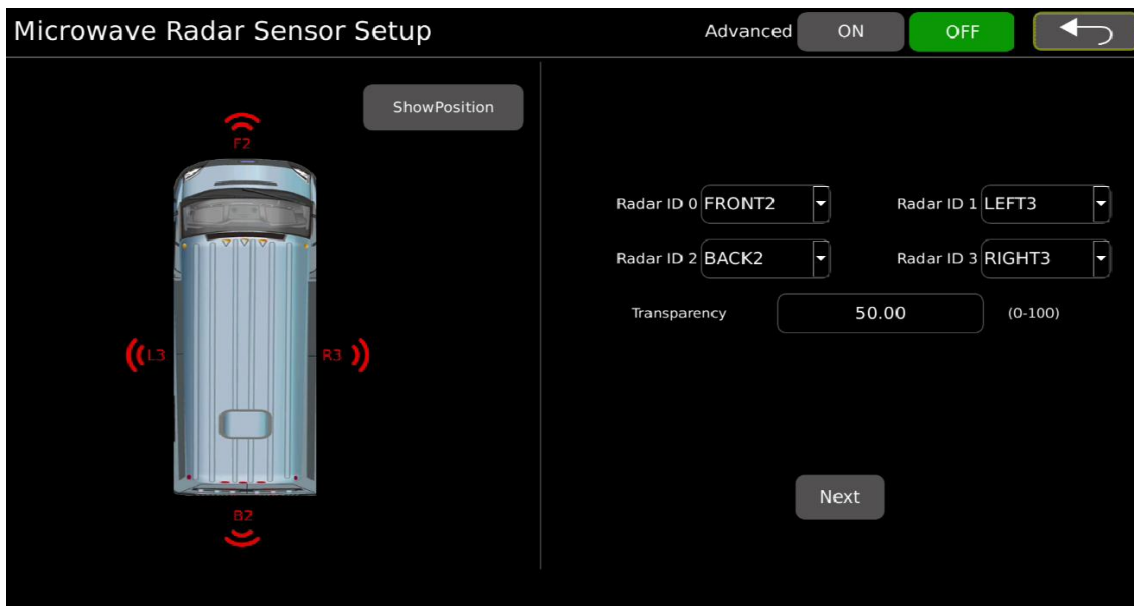 Microwave Radar Sensor Setup
Advanced ON OFF
ShowPosition
F2
L3
R3
B2
Radar ID 0 FRONT2
Radar ID 1 LEFT3
Radar ID 2 BACK2
Radar ID 3 RIGHT3
Transparency 50.00 (0-100)
Next